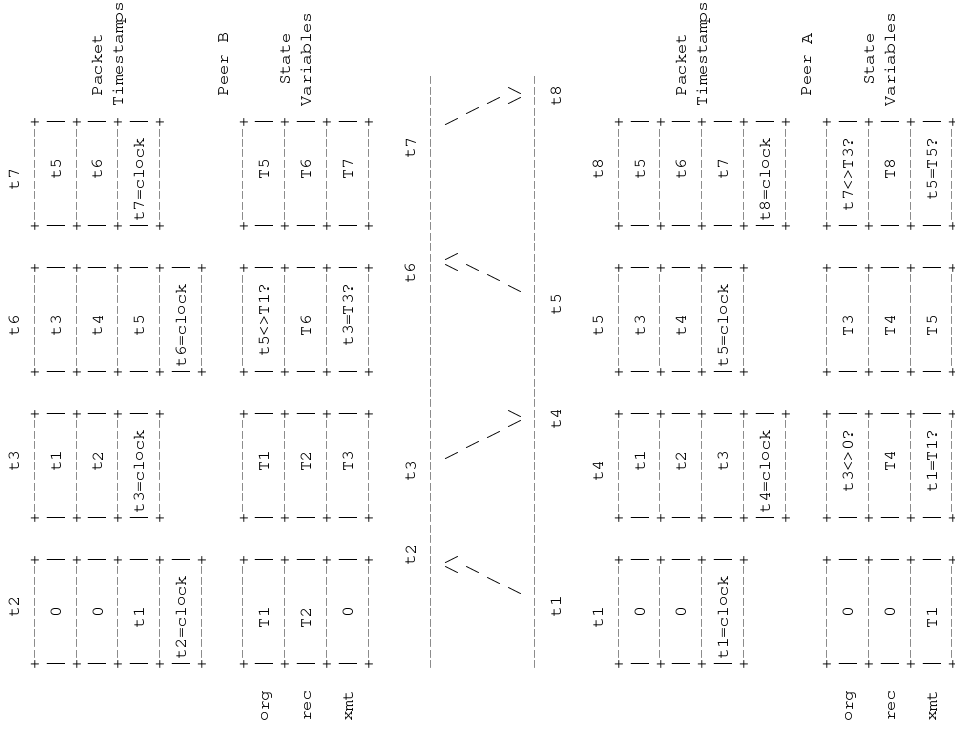 t2 t3 t6 t7
0 t1 t3 t5
0 t2 t4 t6 Packet
Timestamps
t1 t3=clock t5 t7=clock
t2=clock t6=clock
Peer B
org T1 T1 t5<>T1? T5
State
rec T2 T2 T6 T6 Variables
xmt 0 T3 t3=T3? T7
t2 t3 t6 t7
t1 t4 t5 t8
t1 t4 t5 t8
0 t1 t3 t5
0 t2 t4 t6 Packet
Timestamps
t1=clock t3 t5=clock t7
t4=clock t8=clock
Peer A
org 0 t3<>0? T3 t7<>T3?
State
rec 0 T4 T4 T8 Variables
xmt T1 t1=T1? T5 t5=T5?